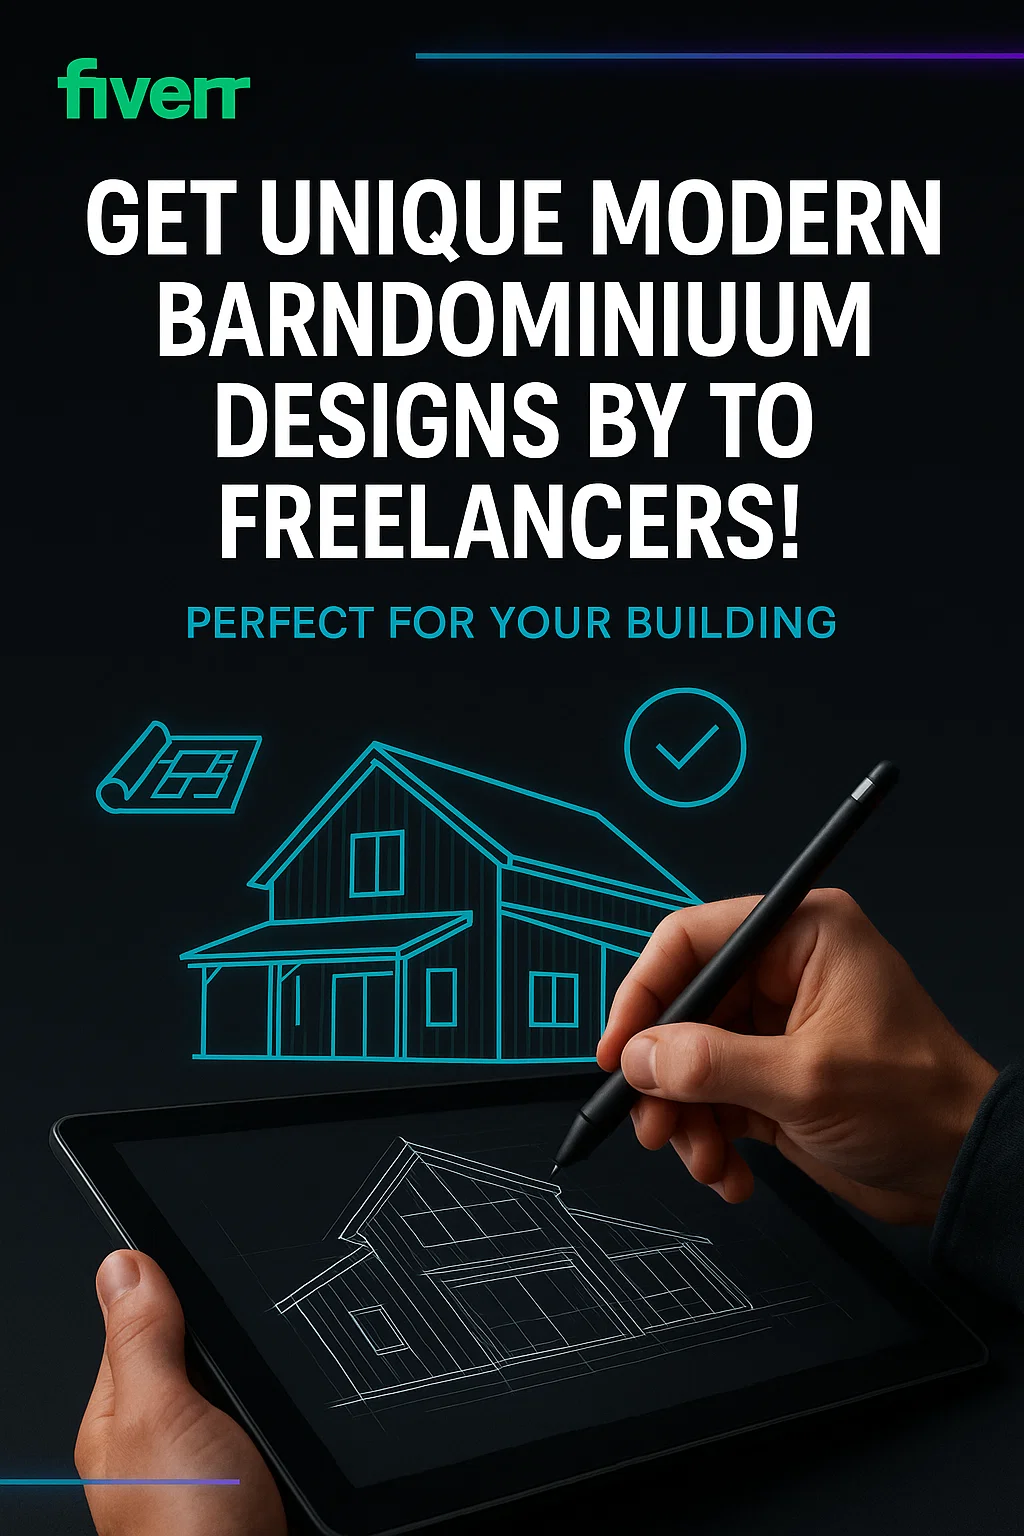 fiverr
GET UNIQUE MODERN
BARNDOMINIUUM
DESIGNS BY TO
FREELANCERS!
PERFECT FOR YOUR BUILDING